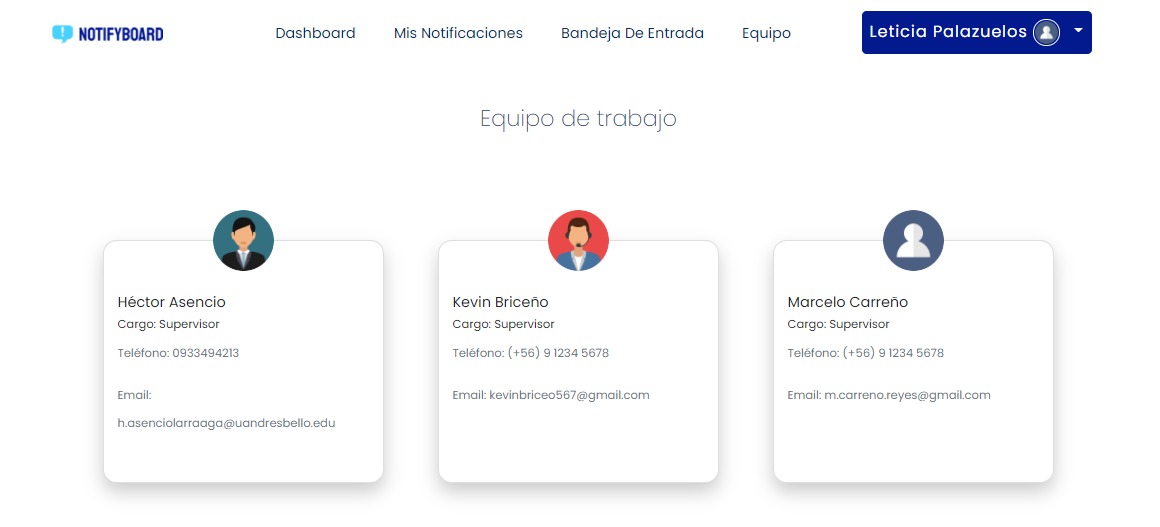 NOTIFYBOARD
Dashboard
Mis Notificaciones
Bandeja De Entrada
Equipo
Leticia Palazuelos
Equipo de trabajo
Héctor Asencio
Cargo: Supervisor
Teléfono: 0933494213
Email:
h.asenciolarraaga@uandresbello.edu
Kevin Briceño
Cargo: Supervisor
Teléfono: (+56) 9 1234 5678
Email: kevinbriceo567@gmail.com
Marcelo Carreño
Cargo: Supervisor
Teléfono: (+56) 9 1234 5678
Email: m.carreno.reyes@gmail.com